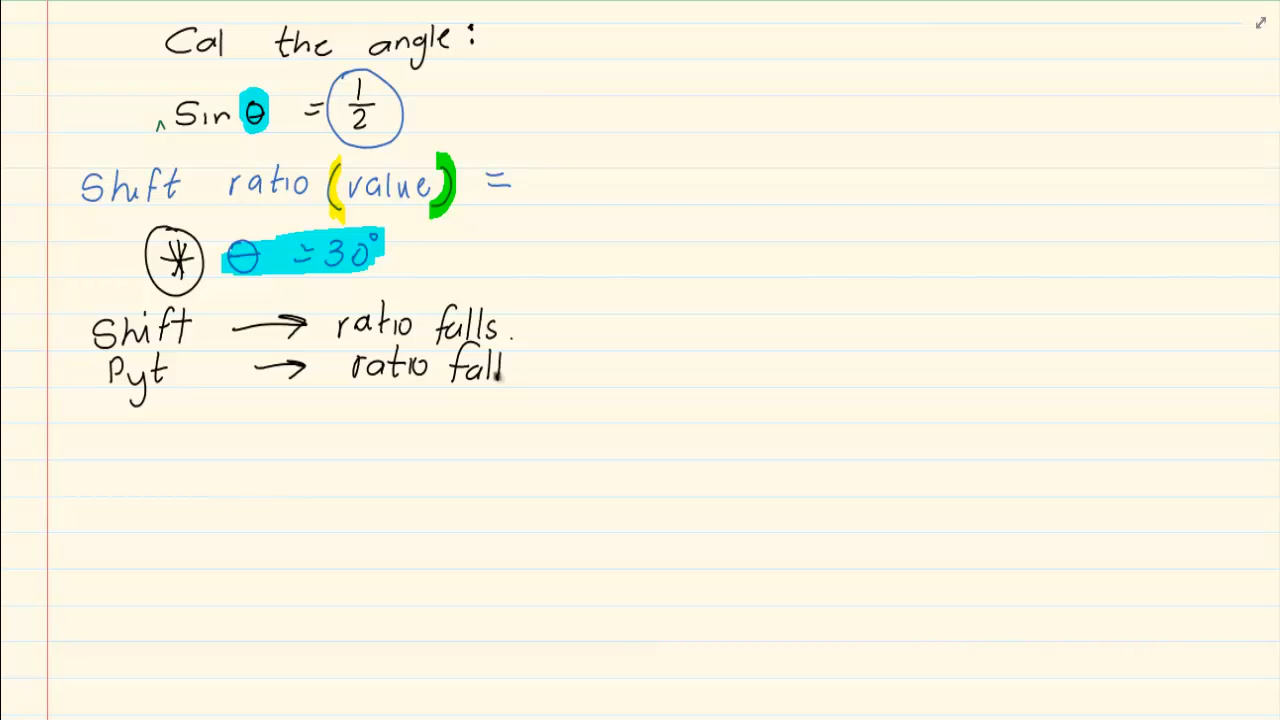 Cal the angle:
^ Sin θ = 1/2
Shift ratio (value) =
* θ = 30°
Shift → ratio falls.
Pyt → ratio fall